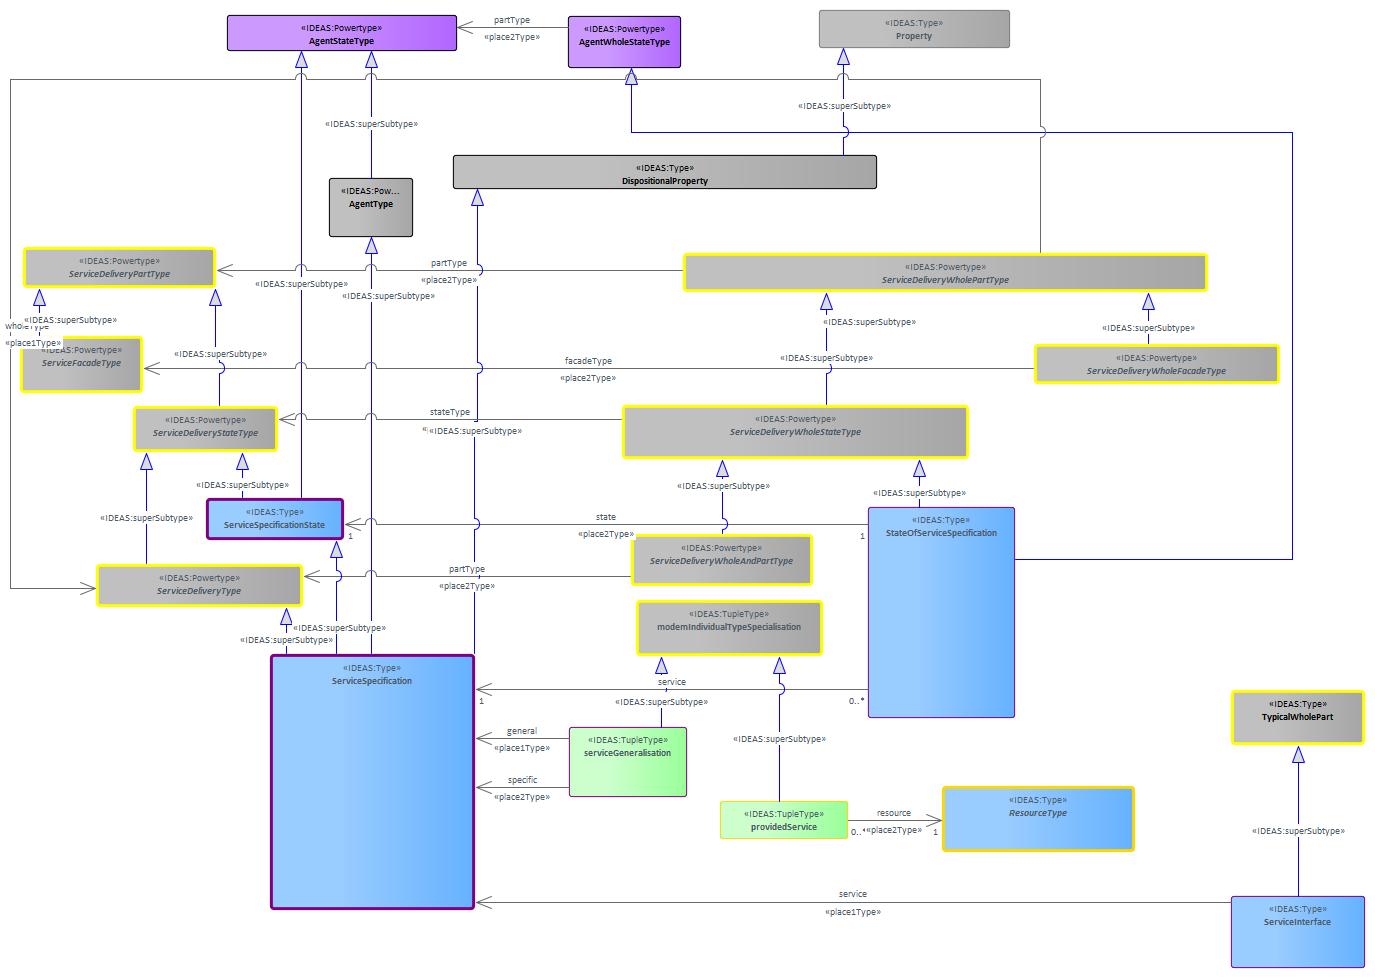 «IDEAS:Powertype»
AgentStateType
partType
«place2Type»
«IDEAS:Powertype»
AgentWholeStateType
«IDEAS:Type»
Property
«IDEAS:superSubtype»
«IDEAS:superSubtype»
«IDEAS:Type»
DispositionalProperty
«IDEAS:Pow...
AgentType
«IDEAS:Powertype»
ServiceDeliveryPartType
partType
«place2Type»
«IDEAS:Powertype»
ServiceDeliveryWholePartType
«IDEAS:superSubtype»
«IDEAS:superSubtype»
«IDEAS:superSubtype»
wholeType
«place1Type»
«IDEAS:superSubtype»
«IDEAS:superSubtype»
«IDEAS:Powertype»
ServiceFacadeType
«IDEAS:superSubtype»
facadeType
«place2Type»
«IDEAS:superSubtype»
«IDEAS:Powertype»
ServiceDeliveryWholeFacadeType
«IDEAS:Powertype»
ServiceDeliveryStateType
stateType
«IDEAS:superSubtype»
«IDEAS:Powertype»
ServiceDeliveryWholeStateType
«IDEAS:superSubtype»
«IDEAS:superSubtype»
«IDEAS:superSubtype»
«IDEAS:superSubtype»
«IDEAS:Type»
ServiceSpecificationState
1
state
«place2Type»
1
«IDEAS:Type»
StateOfServiceSpecification
«IDEAS:Powertype»
ServiceDeliveryWholeAndPartType
«IDEAS:Powertype»
ServiceDeliveryType
partType
«place2Type»
«IDEAS:superSubtype»
«IDEAS:superSubtype»
«IDEAS:TupleType»
modemIndividualTypeSpecialisation
«IDEAS:Type»
ServiceSpecification
1
service
0..*
«IDEAS:superSubtype»
«IDEAS:Type»
TypicalWholePart
general
«place1Type»
specific
«place2Type»
«IDEAS:TupleType»
serviceGeneralisation
«IDEAS:superSubtype»
«IDEAS:TupleType»
providedService
resource
0..*
«place2Type»
1
«IDEAS:Type»
ResourceType
«IDEAS:superSubtype»
service
«place1Type»
«IDEAS:Type»
ServiceInterface